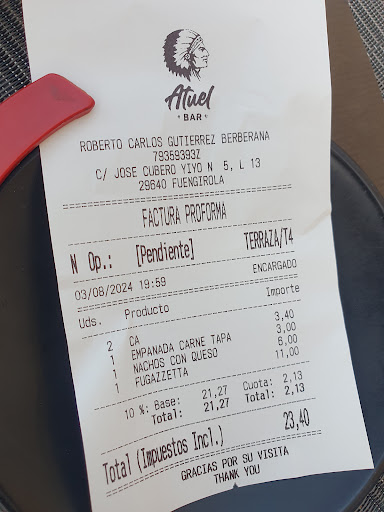 Atuel
• BAR •
ROBERTO CARLOS GUTIERREZ BERBERANA
79359393Z
C/ JOSE CUBERO YIYO N 5, L 13
29640 FUENGIROLA
FACTURA PROFORMA
N Op.: [Pendiente] TERRAZA/T4
03/08/2024 19:59 ENCARGADO
Uds. Producto Importe
2 CA 3,40
1 EMPANADA CARNE TAPA 3,00
1 NACHOS CON QUESO 6,00
1 FUGAZZETTA 11,00
10 %: Base: 21,27 Cuota: 2,13
Total: 21,27 Total: 2,13
Total (Impuestos Incl.) 23,40
GRACIAS POR SU VISITA
THANK YOU